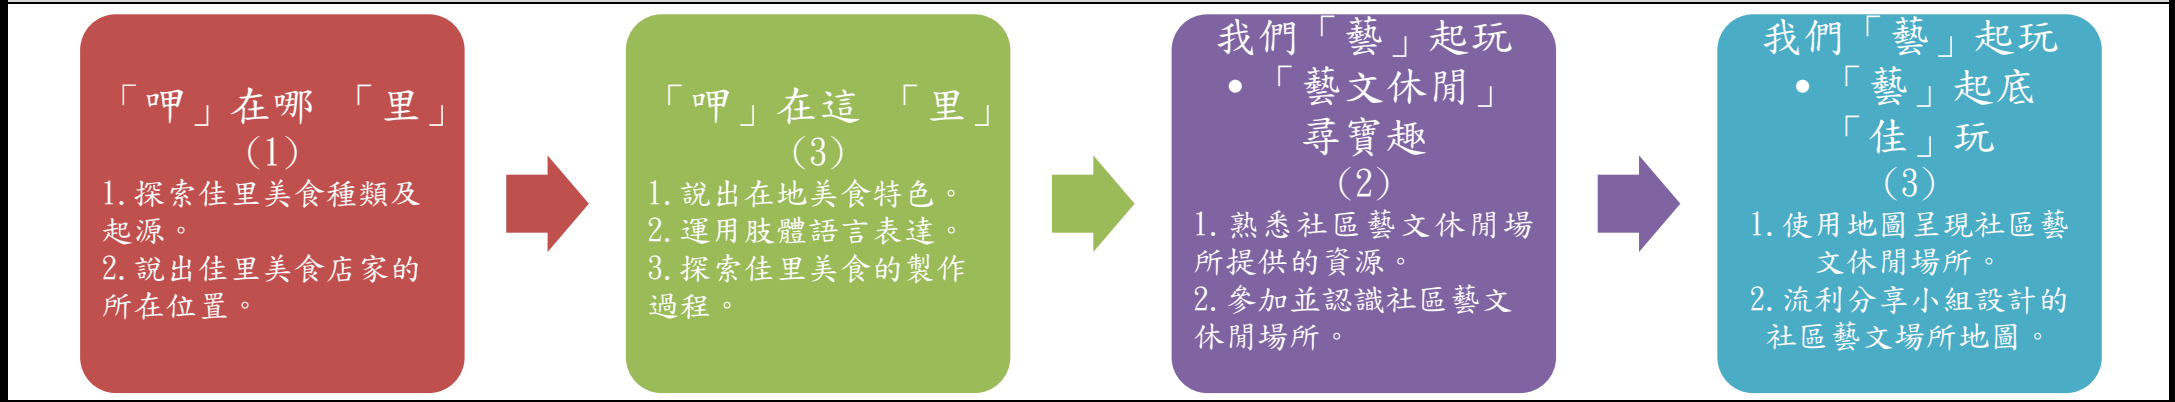 「呷」在哪 「里」
(1)
1.探索佳里美食種類及
起源。
2.說出佳里美食店家的
所在位置。
「呷」在這 「里」
(3)
1.說出在地美食特色。
2.運用肢體語言表達。
3.探索佳里美食的製作
過程。
我們「藝」起玩
•「藝文休閒」
尋寶趣
(2)
1.熟悉社區藝文休閒場
所提供的資源。
2.參加並認識社區藝文
休閒場所。
我們「藝」起玩
•「藝」起底
「佳」玩
(3)
1.使用地圖呈現社區藝
文休閒場所。
2.流利分享小組設計的
社區藝文場所地圖。